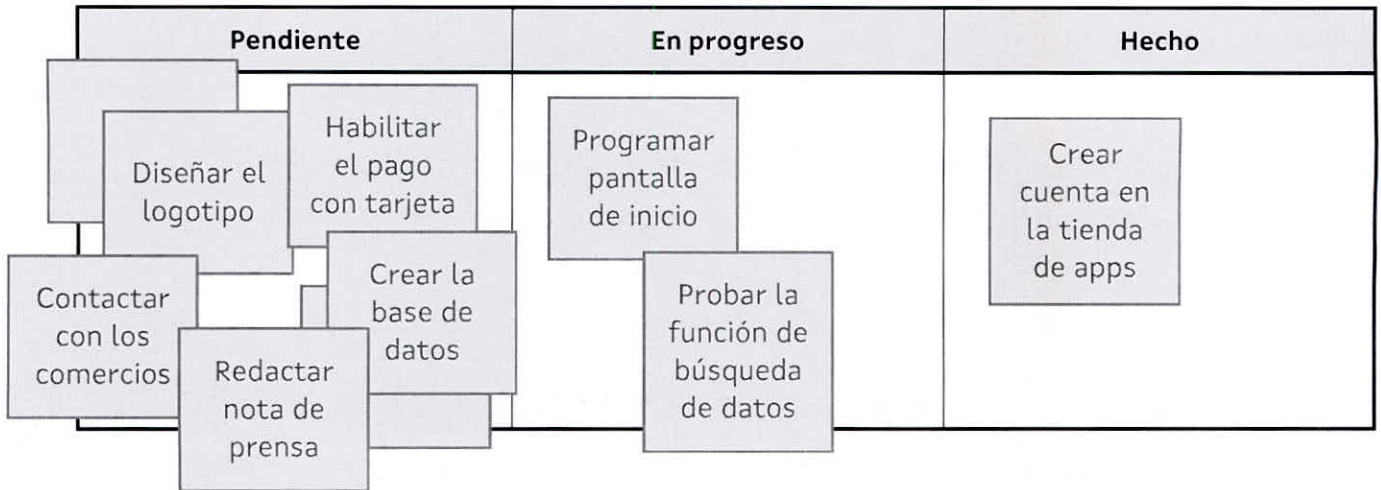 Pendiente
En progreso
Hecho
Diseñar el
logotipo
Habilitar
el pago
con tarjeta
Contactar
con los
comercios
Crear la
base de
datos
Redactar
nota de
prensa
Programar
pantalla
de inicio
Probar la
función de
búsqueda
de datos
Crear
cuenta en
la tienda
de apps